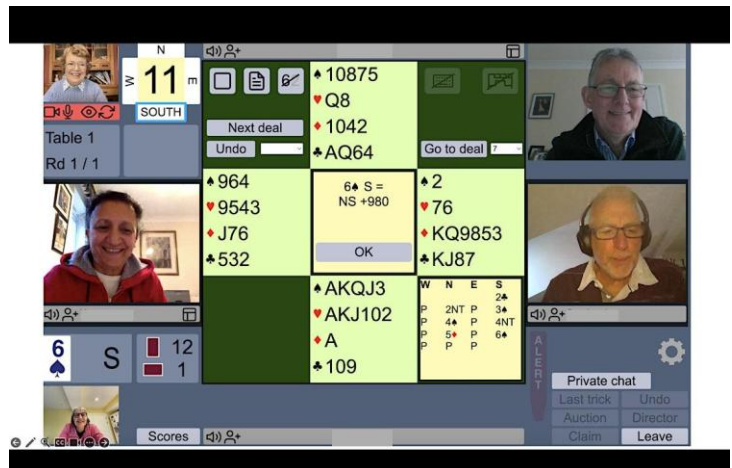 N
W 11 E
SOUTH
Table 1
Rd 1 / 1
Next deal
Undo
♠ 10875
♥ Q8
♦ 1042
♣ AQ64
Go to deal 7
♠ 964
♥ 9543
♦ J76
♣ 532
6♠ S =
NS +980
OK
♠ 2
♥ 76
♦ KQ9853
♣ KJ87
♠ AKQJ3
♥ AKJ102
♦ A
♣ 109
W N E S
2♣
P 2NT P 3♠
P 4♠ P 4NT
P 5♦ P 6♠
P P P
6♠ S 12
1
ALERT
Private chat
Last trick Undo
Auction Director
Claim Leave
Scores